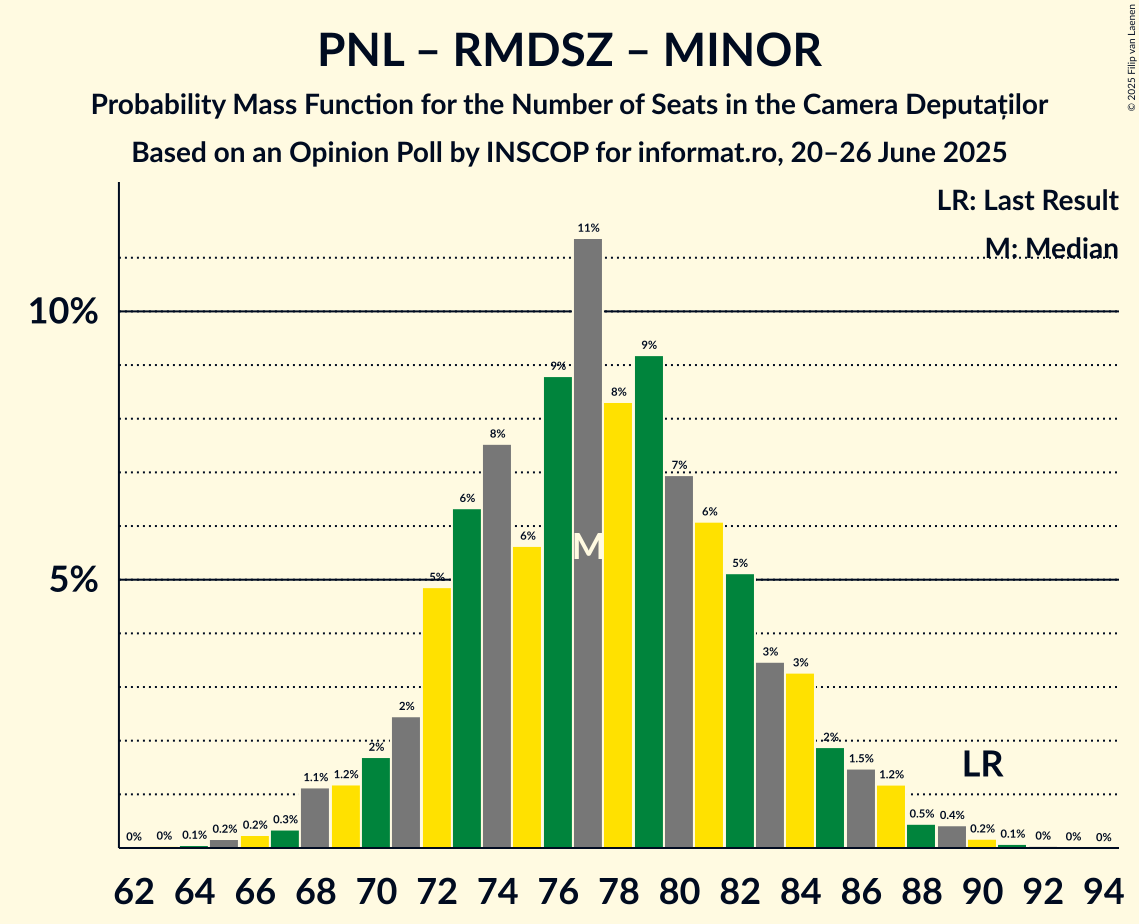 PNL – RMDSZ – MINOR
Probability Mass Function for the Number of Seats in the Camera Deputaților
Based on an Opinion Poll by INSCOP for informat.ro, 20–26 June 2025
© 2025 Filip van Laenen
LR: Last Result
M: Median
10%
5%
0% 0% 0.1% 0.2% 0.2% 0.3% 1.1% 1.2% 2% 2% 5% 6% 8% 6% 9% 11% 8% 9% 7% 6% 5% 3% 3% 2% 1.5% 1.2% 0.5% 0.4% 0.2% 0.1% 0% 0% 0%
M
LR
62 64 66 68 70 72 74 76 78 80 82 84 86 88 90 92 94